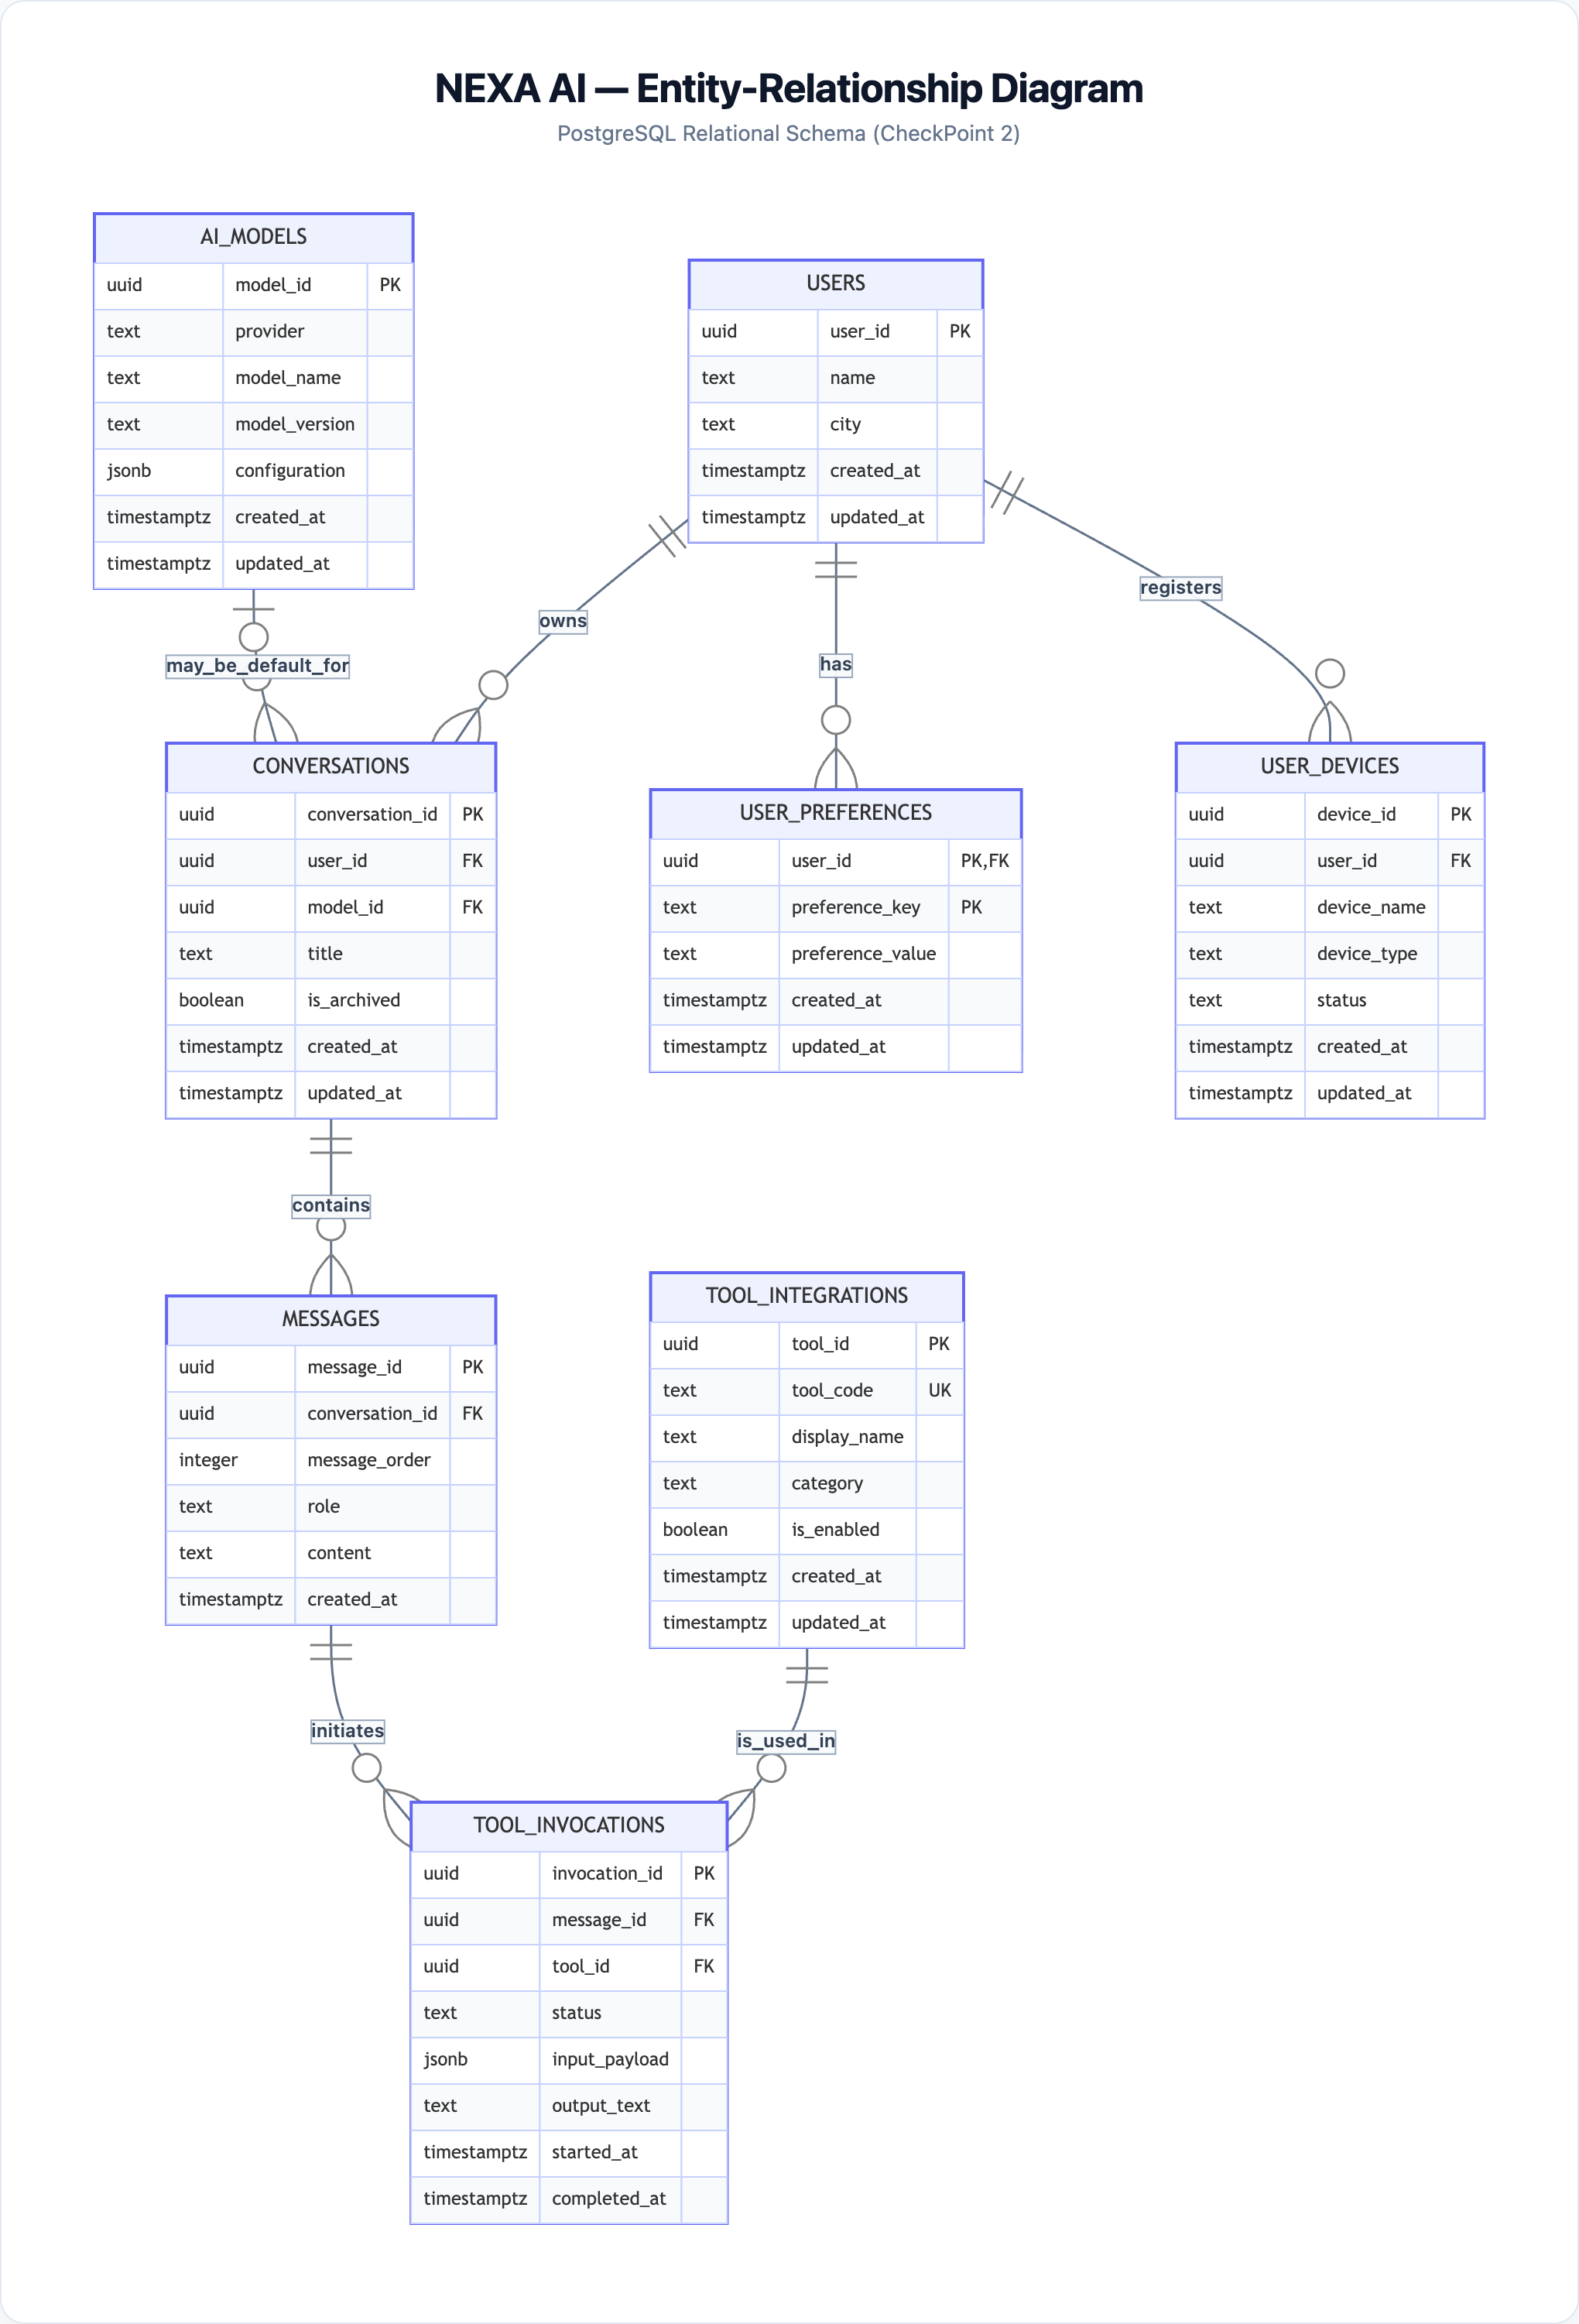 NEXA AI — Entity-Relationship Diagram
PostgreSQL Relational Schema (CheckPoint 2)
AI_MODELS
uuid model_id PK
text provider
text model_name
text model_version
jsonb configuration
timestamptz created_at
timestamptz updated_at
USERS
uuid user_id PK
text name
text city
timestamptz created_at
timestamptz updated_at
may_be_default_for
owns
has
registers
CONVERSATIONS
uuid conversation_id PK
uuid user_id FK
uuid model_id FK
text title
boolean is_archived
timestamptz created_at
timestamptz updated_at
USER_PREFERENCES
uuid user_id PK,FK
text preference_key PK
text preference_value
timestamptz created_at
timestamptz updated_at
USER_DEVICES
uuid device_id PK
uuid user_id FK
text device_name
text device_type
text status
timestamptz created_at
timestamptz updated_at
contains
MESSAGES
uuid message_id PK
uuid conversation_id FK
integer message_order
text role
text content
timestamptz created_at
TOOL_INTEGRATIONS
uuid tool_id PK
text tool_code UK
text display_name
text category
boolean is_enabled
timestamptz created_at
timestamptz updated_at
initiates
is_used_in
TOOL_INVOCATIONS
uuid invocation_id PK
uuid message_id FK
uuid tool_id FK
text status
jsonb input_payload
text output_text
timestamptz started_at
timestamptz completed_at